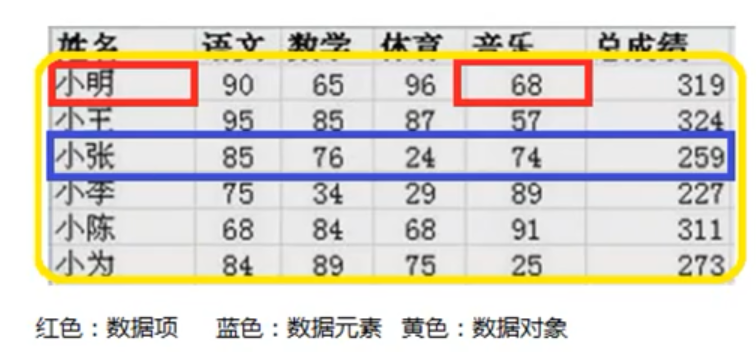 姓名 语文 数学 体育 音乐 总成绩
小明 90 65 96 68 319
小王 95 85 87 57 324
小张 85 76 24 74 259
小李 75 34 29 89 227
小陈 68 84 68 91 311
小为 84 89 75 25 273
红色：数据项 蓝色：数据元素 黄色：数据对象